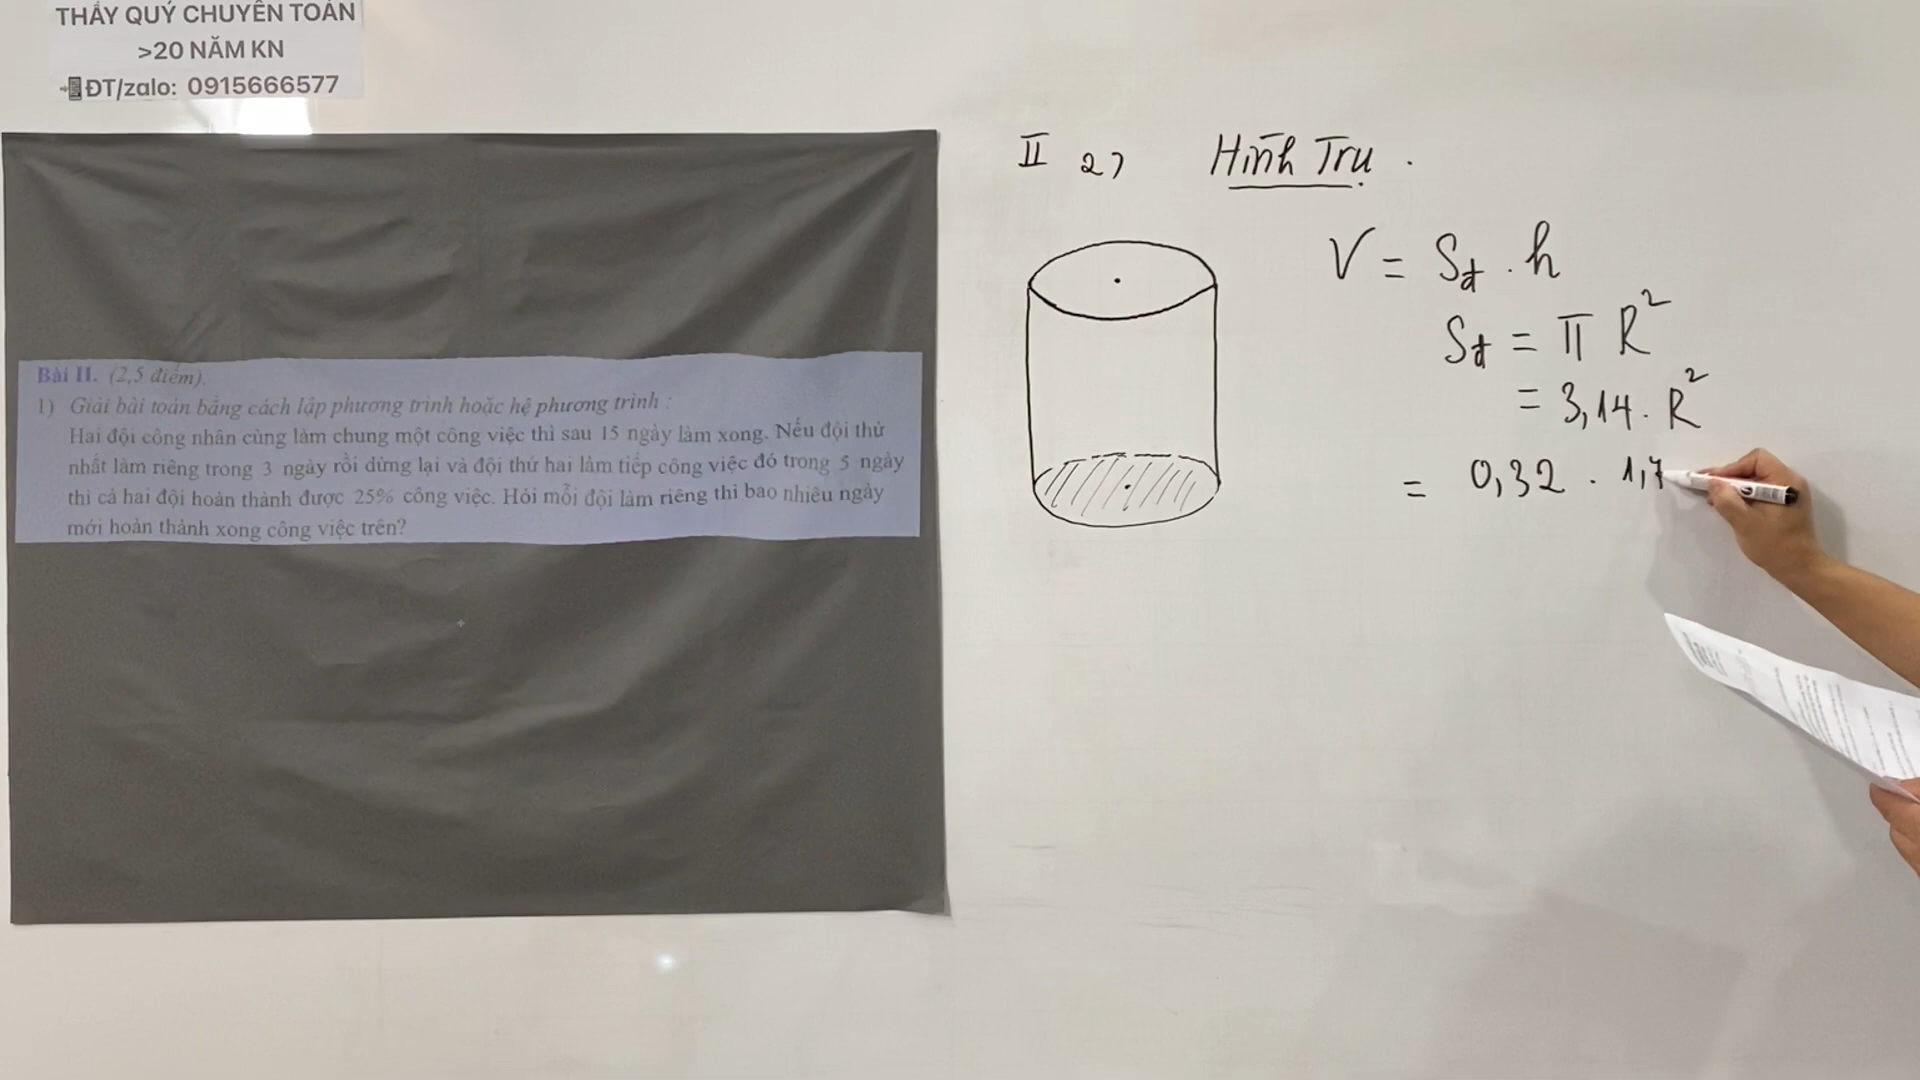 THẦY QUÝ CHUYÊN TOÁN
>20 NĂM KN
ĐT/zalo: 0915666577
Bài II. (2,5 điểm).
1) Giải bài toán bằng cách lập phương trình hoặc hệ phương trình :
Hai đội công nhân cùng làm chung một công việc thì sau 15 ngày làm xong. Nếu đội thứ
nhất làm riêng trong 3 ngày rồi dừng lại và đội thứ hai làm tiếp công việc đó trong 5 ngày
thì cả hai đội hoàn thành được 25% công việc. Hỏi mỗi đội làm riêng thì bao nhiêu ngày
mới hoàn thành xong công việc trên?
II 2) Hình Trụ .
V = Sđ . h
Sđ = π R²
= 3,14 . R²
= 0,32 . 1,7